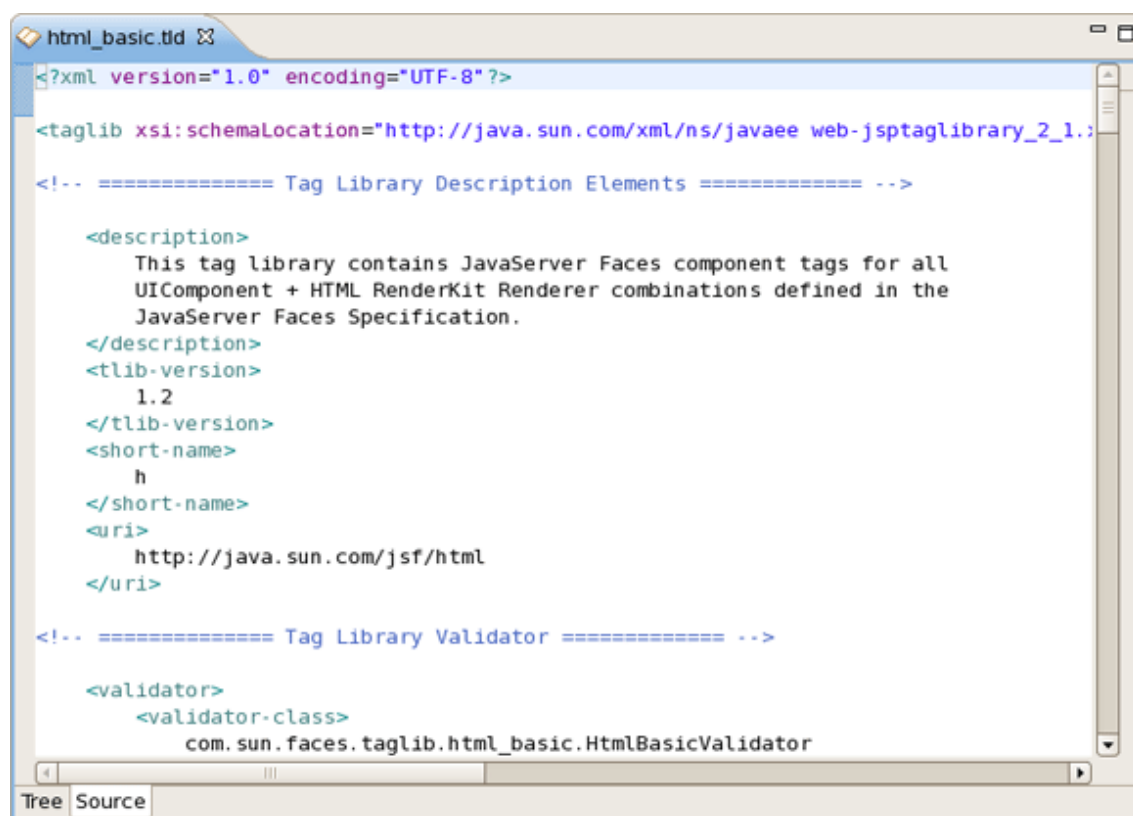 html_basic.tld
<?xml version="1.0" encoding="UTF-8"?>
<taglib xsi:schemaLocation="http://java.sun.com/xml/ns/javaee web-jsptaglibrary_2_1.
<!-- ============== Tag Library Description Elements ============= -->
<description>
This tag library contains JavaServer Faces component tags for all
UIComponent + HTML RenderKit Renderer combinations defined in the
JavaServer Faces Specification.
</description>
<tlib-version>
1.2
</tlib-version>
<short-name>
h
</short-name>
<uri>
http://java.sun.com/jsf/html
</uri>
<!-- ============== Tag Library Validator ============= -->
<validator>
<validator-class>
com.sun.faces.taglib.html_basic.HtmlBasicValidator
Tree Source